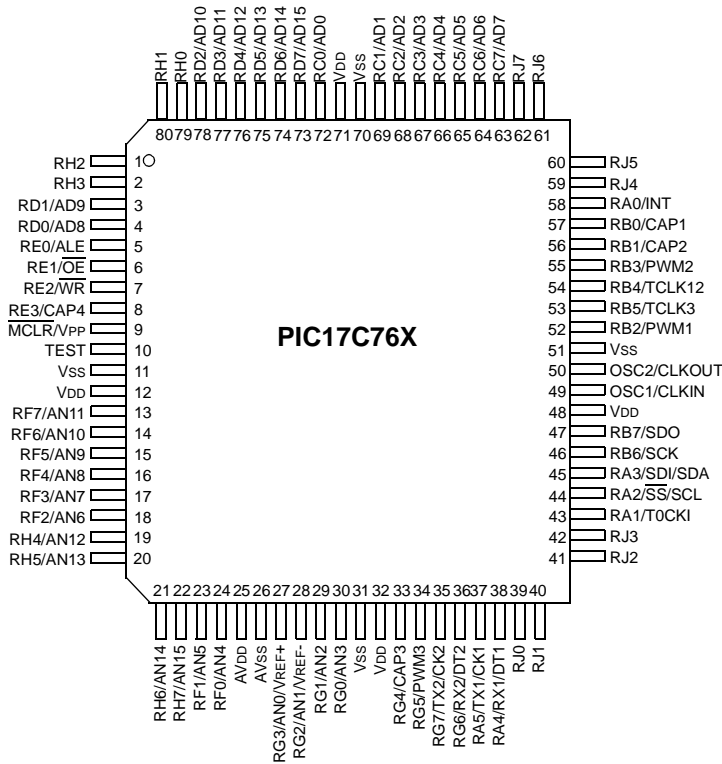 RH1
RH0
RD2/AD10
RD3/AD11
RD4/AD12
RD5/AD13
RD6/AD14
RD7/AD15
RC0/AD0
VDD
VSS
RC1/AD1
RC2/AD2
RC3/AD3
RC4/AD4
RC5/AD5
RC6/AD6
RC7/AD7
RJ7
RJ6
80 79 78 77 76 75 74 73 72 71 70 69 68 67 66 65 64 63 62 61
RH2 1
RH3 2
RD1/AD9 3
RD0/AD8 4
RE0/ALE 5
RE1/OE 6
RE2/WR 7
RE3/CAP4 8
MCLR/VPP 9
TEST 10
VSS 11
VDD 12
RF7/AN11 13
RF6/AN10 14
RF5/AN9 15
RF4/AN8 16
RF3/AN7 17
RF2/AN6 18
RH4/AN12 19
RH5/AN13 20
PIC17C76X
60 RJ5
59 RJ4
58 RA0/INT
57 RB0/CAP1
56 RB1/CAP2
55 RB3/PWM2
54 RB4/TCLK12
53 RB5/TCLK3
52 RB2/PWM1
51 VSS
50 OSC2/CLKOUT
49 OSC1/CLKIN
48 VDD
47 RB7/SDO
46 RB6/SCK
45 RA3/SDI/SDA
44 RA2/SS/SCL
43 RA1/T0CKI
42 RJ3
41 RJ2
21 22 23 24 25 26 27 28 29 30 31 32 33 34 35 36 37 38 39 40
RH6/AN14
RH7/AN15
RF1/AN5
RF0/AN4
AVDD
AVSS
RG3/AN0/VREF+
RG2/AN1/VREF-
RG1/AN2
RG0/AN3
VSS
VDD
RG4/CAP3
RG5/PWM3
RG7/TX2/CK2
RG6/RX2/DT2
RA5/TX1/CK1
RA4/RX1/DT1
RJ0
RJ1